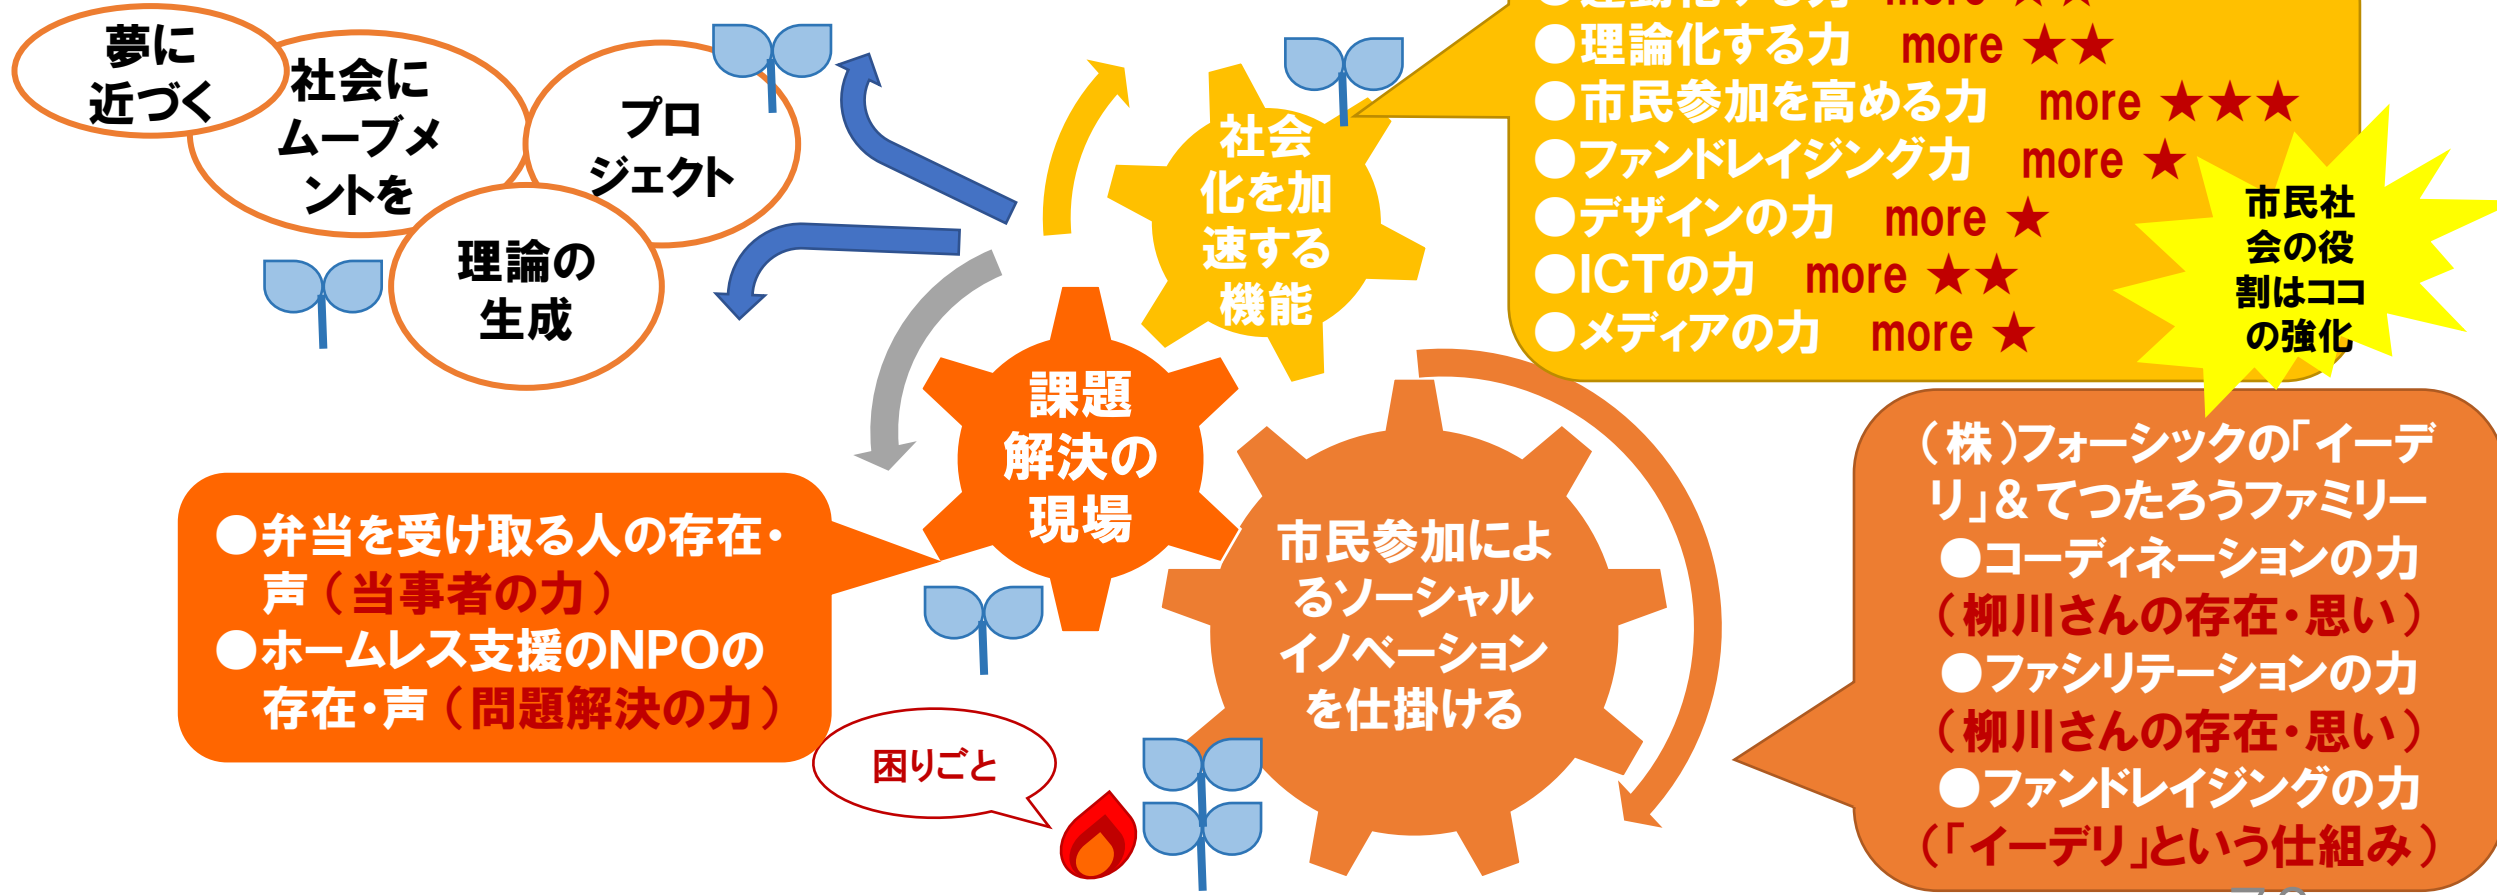 夢に
近づく
社会に
ムーブメ
ントを
プロ
ジェクト
理論の
生成
社会
化を加
速する
機能
●理論化する力 more ★★
●市民参加を高める力 more ★★★
●ファンドレイジング力 more ★
●デザインの力 more ★
●ICTの力 more ★★
●メディアの力 more ★
市民社
会の役
割はココ
の強化
課題
解決の
現場
●弁当を受け取る人の存在・
声（当事者の力）
●ホームレス支援のNPOの
存在・声（問題解決の力）
困りごと
市民参加によ
るソーシャル
イノベーション
を仕掛ける
（株）フォーシックの「イーデ
リ」&てつたろうファミリー
●コーディネーションの力
（柳川さんの存在・思い）
●ファシリテーションの力
（柳川さんの存在・思い）
●ファンドレイジングの力
（「イーデリ」という仕組み）